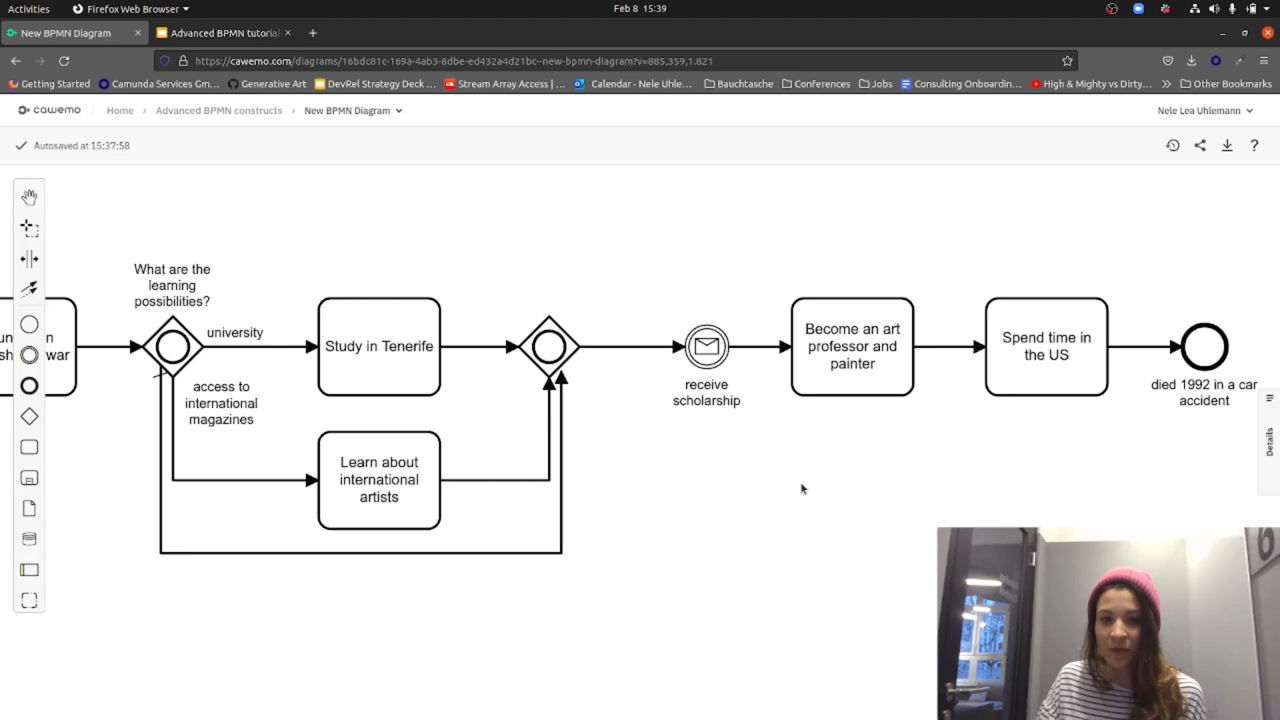 Activities
Firefox Web Browser
Feb 8 15:39
New BPMN Diagram
Advanced BPMN tutorial
https://cawemo.com/diagrams/16bdc81c-169a-4ab3-8dbe-ed432a4d21bc--new-bpmn-diagram?v=885,359,1.821
Getting Started
Camunda Services Gm...
Generative Art
DevRel Strategy Deck ...
Stream Array Access | ...
Calendar - Nele Uhle...
Bauchtasche
Conferences
Jobs
Consulting Onboardin...
High & Mighty vs Dirty...
Other Bookmarks
cawemo
Home
Advanced BPMN constructs
New BPMN Diagram
Nele Lea Uhlemann
Autosaved at 15:37:58
?
war
What are the
learning
possibilities?
university
access to
international
magazines
Study in Tenerife
Learn about
international
artists
receive
scholarship
Become an art
professor and
painter
Spend time in
the US
died 1992 in a car
accident
Details
6